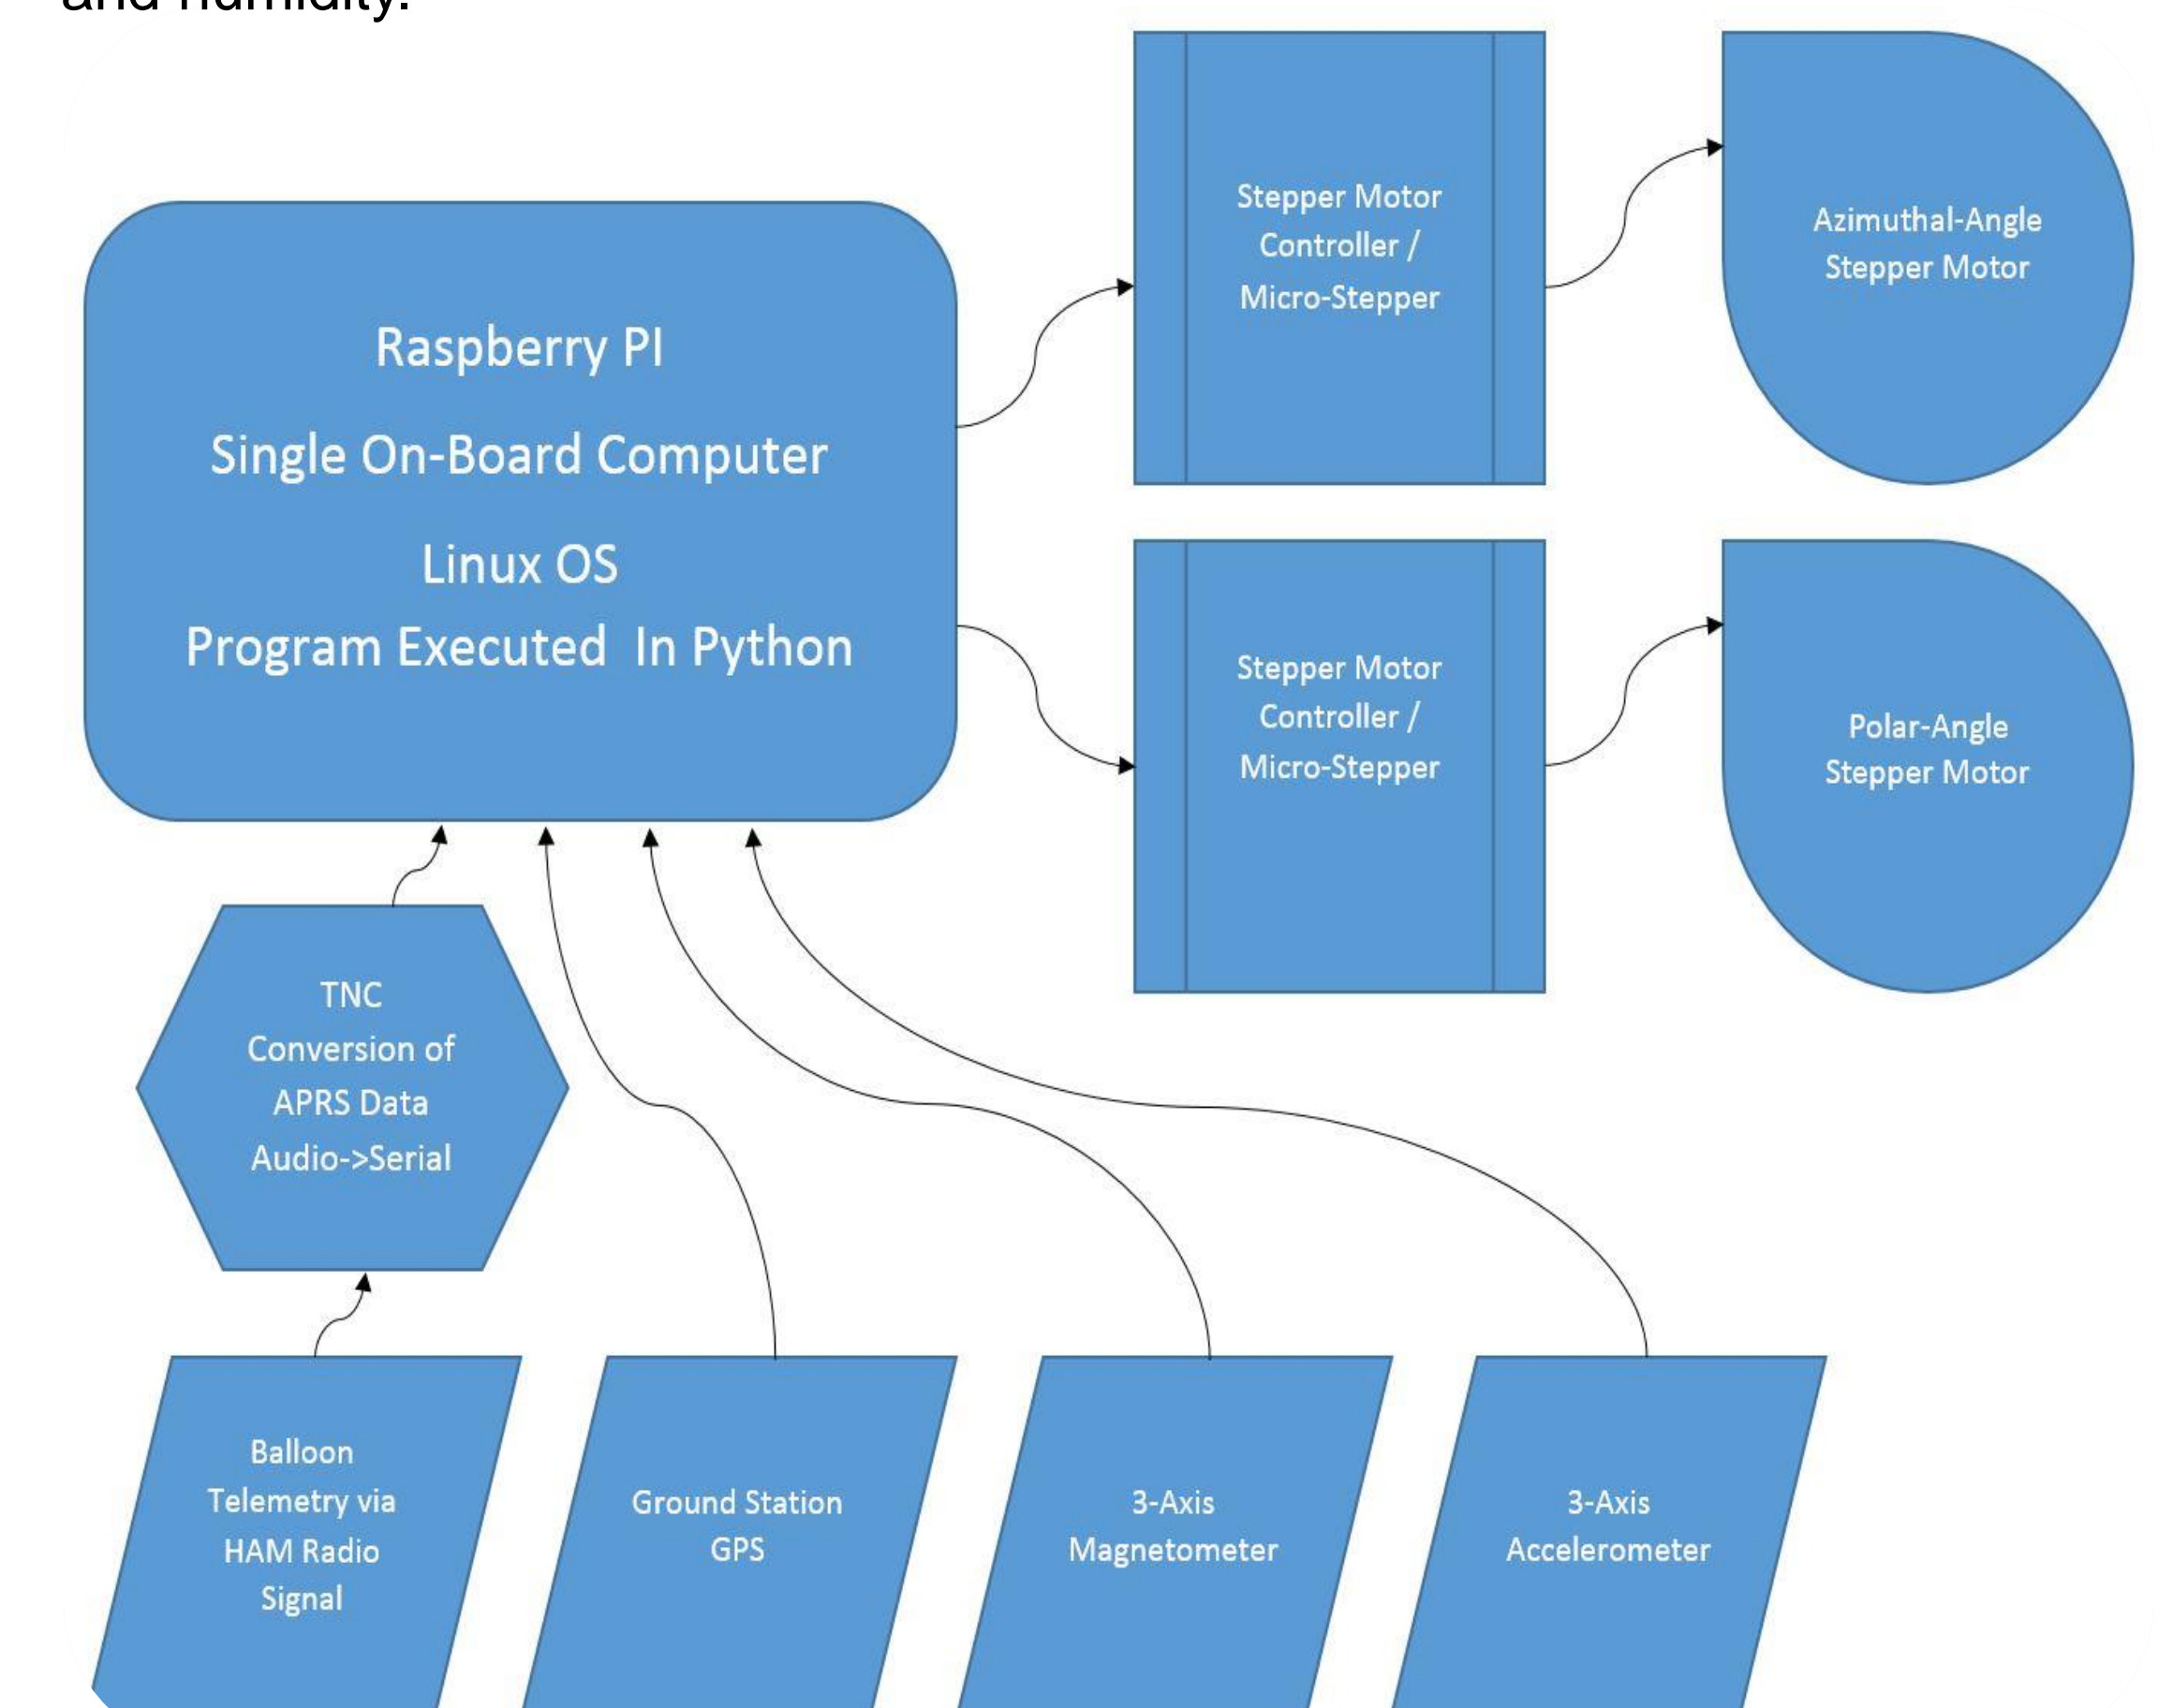 and humidity.
Raspberry PI
Single On-Board Computer
Linux OS
Program Executed  In Python
Stepper Motor
Controller /
Micro-Stepper
Azimuthal-Angle
Stepper Motor
Stepper Motor
Controller /
Micro-Stepper
Polar-Angle
Stepper Motor
TNC
Conversion of
APRS Data
Audio->Serial
Balloon
Telemetry via
HAM Radio
Signal
Ground Station
GPS
3-Axis
Magnetometer
3-Axis
Accelerometer